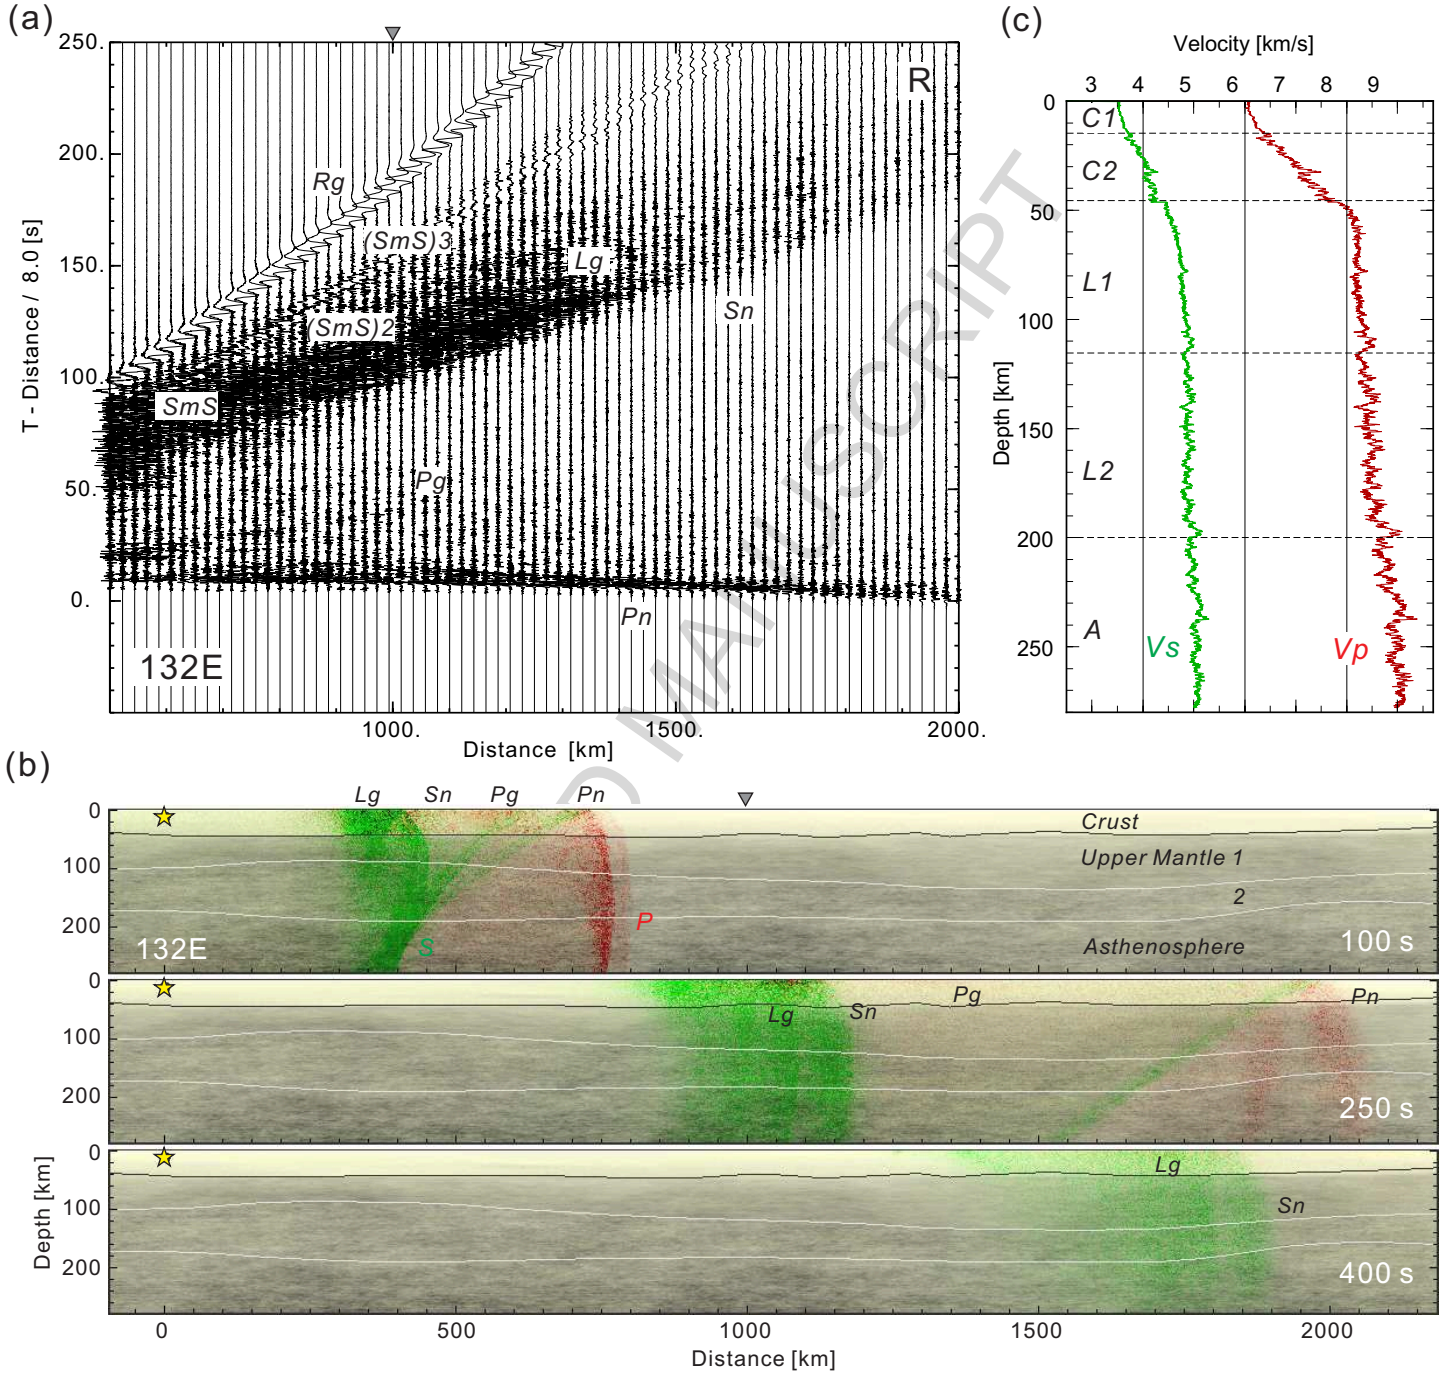 (a)
R
Rg
(SmS)3
(SmS)2
Lg
SmS
Sn
Pg
Pn
132E
250.
200.
150.
100.
50.
0.
T - Distance / 8.0 [s]
1000.
1500.
2000.
Distance [km]
(c)
Velocity [km/s]
3 4 5 6 7 8 9
0
50
100
150
200
250
Depth [km]
C1
C2
L1
L2
A
Vs
Vp
D MANUSCRIPT
(b)
Lg Sn Pg Pn
0
100
200
Crust
Upper Mantle 1
2
Asthenosphere
S
P
132E
100 s
0
100
200
Lg
Sn
Pg
Pn
250 s
0
100
200
Lg
Sn
400 s
Depth [km]
0 500 1000 1500 2000
Distance [km]